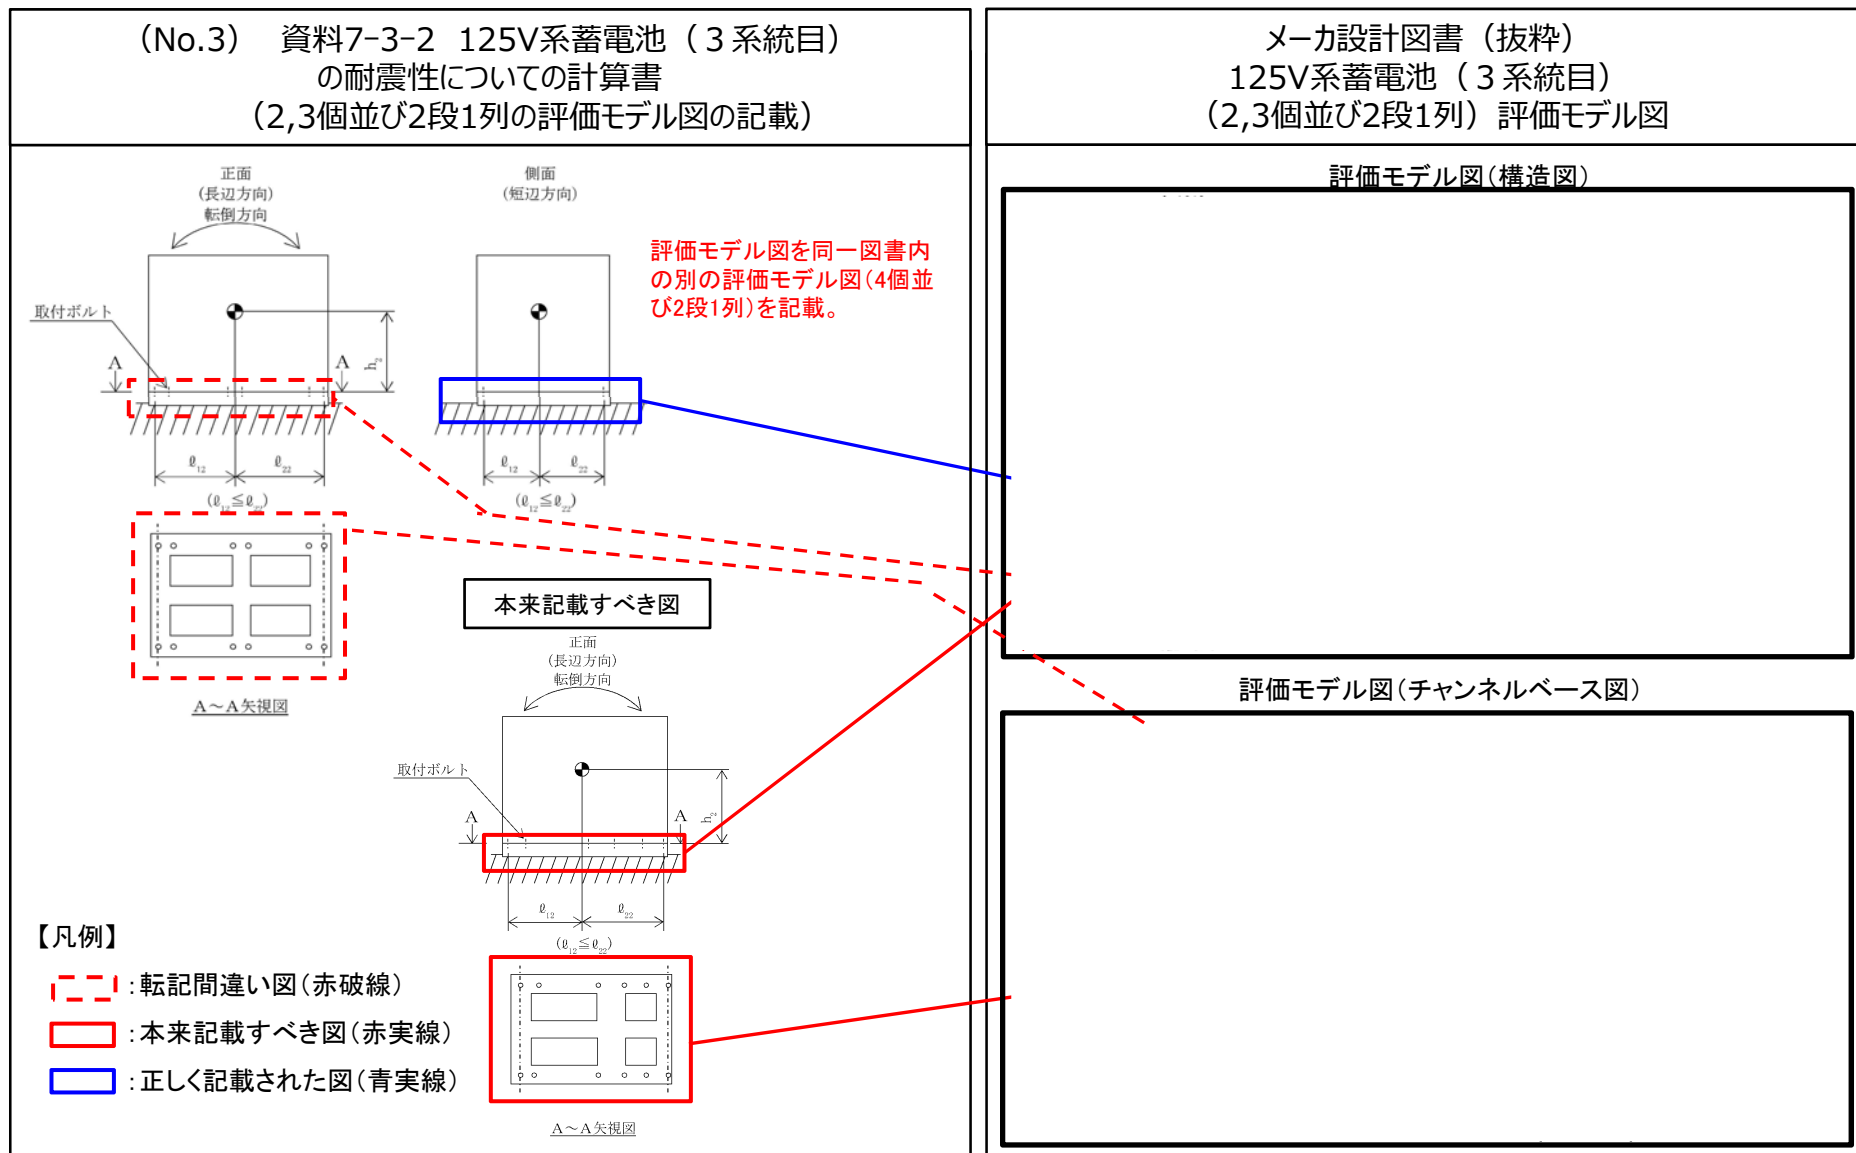 (No.3) 資料7-3-2 125V系蓄電池（３系統目）
の耐震性についての計算書
（2,3個並び2段1列の評価モデル図の記載）
メーカ設計図書（抜粋）
125V系蓄電池（３系統目）
（2,3個並び2段1列）評価モデル図
正面
(長辺方向)
転倒方向
側面
(短辺方向)
評価モデル図を同一図書内
の別の評価モデル図（4個並
び2段1列）を記載。
取付ボルト
A
A
h₂
ℓ₁₂
ℓ₂₂
(ℓ₁₂≦ℓ₂₂)
ℓ₁₂
ℓ₂₂
(ℓ₁₂≦ℓ₂₂)
A～A矢視図
本来記載すべき図
正面
(長辺方向)
転倒方向
取付ボルト
A
A
h₂
ℓ₁₂
ℓ₂₂
(ℓ₁₂≦ℓ₂₂)
A～A矢視図
【凡例】
：転記間違い図（赤破線）
：本来記載すべき図（赤実線）
：正しく記載された図（青実線）
評価モデル図（構造図）
評価モデル図（チャンネルベース図）